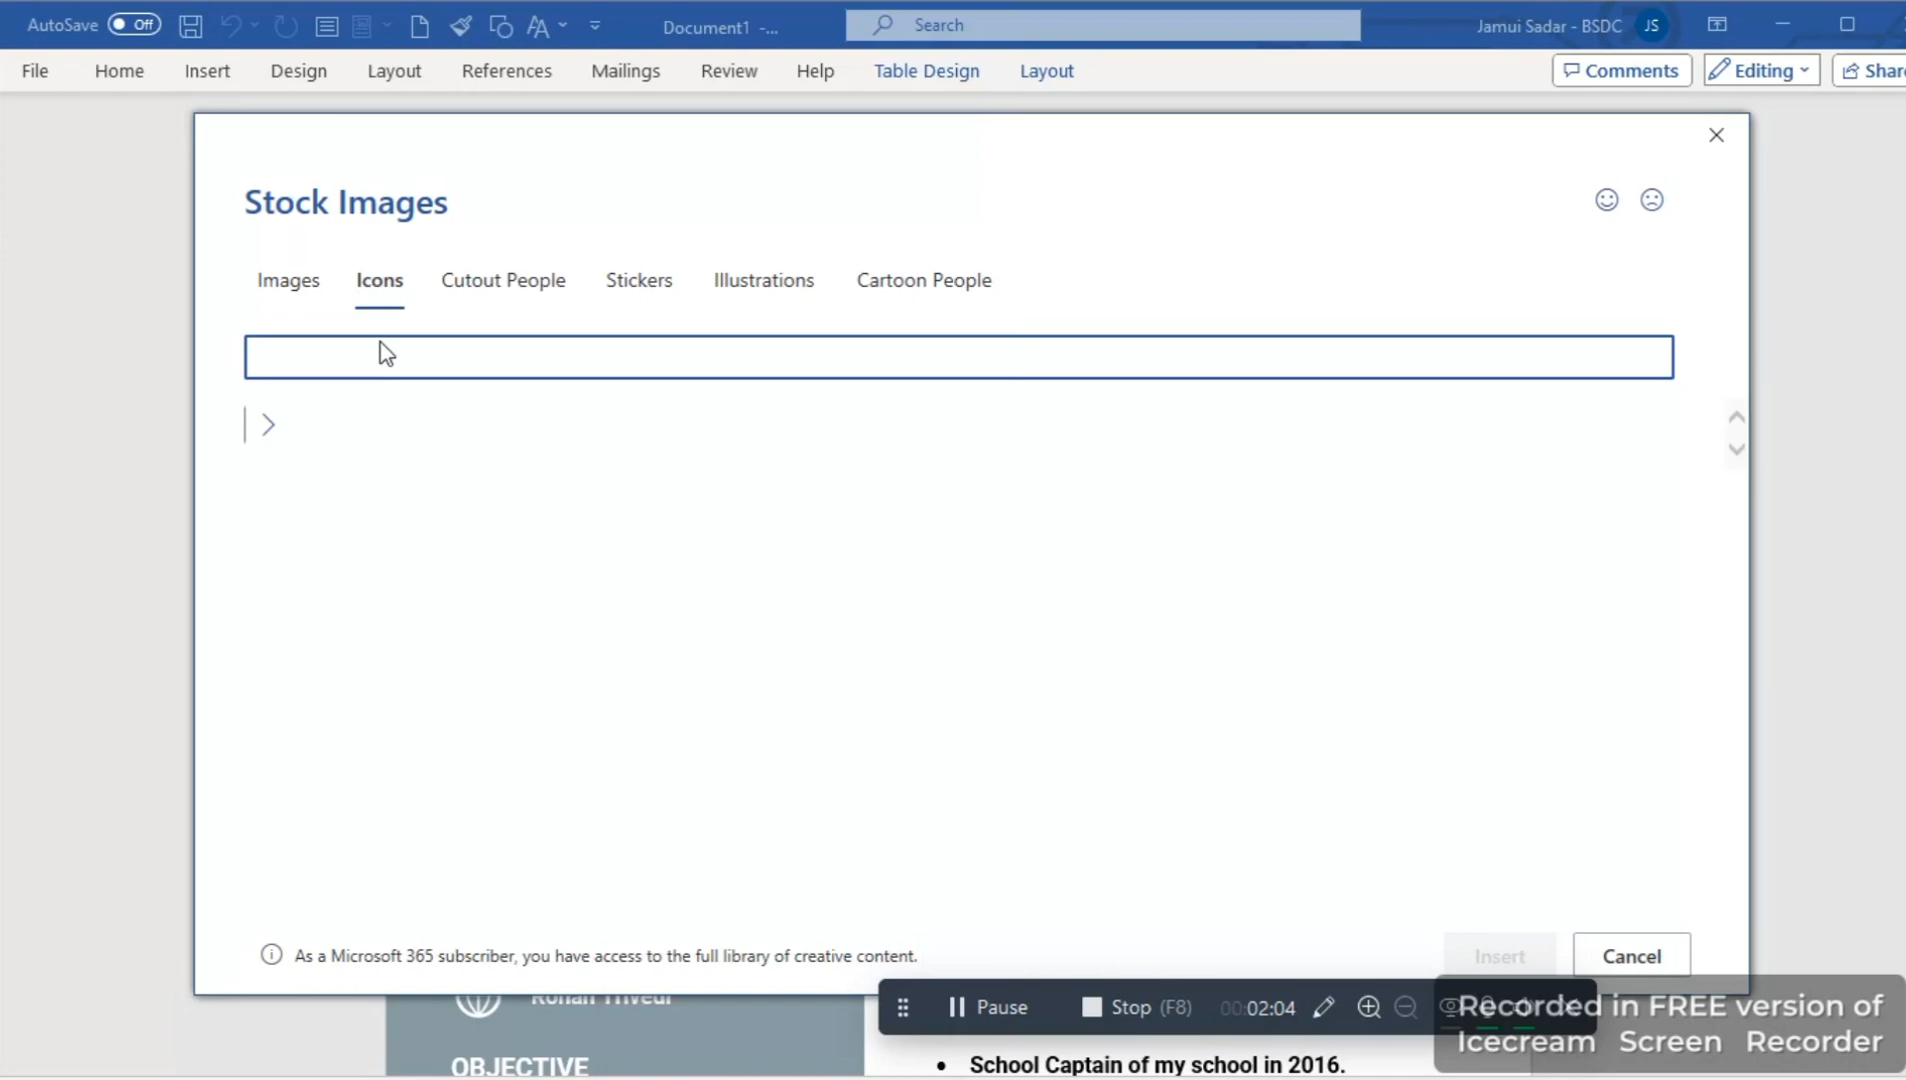 AutoSave Off Document1 -... Search Jamui Sadar - BSDC JS
File Home Insert Design Layout References Mailings Review Help Table Design Layout Comments Editing Shar
Stock Images
Images Icons Cutout People Stickers Illustrations Cartoon People
As a Microsoft 365 subscriber, you have access to the full library of creative content.
Insert Cancel
Rohan Trivedi
Pause Stop (F8) 00:02:04
Recorded in FREE version of
Icecream Screen Recorder
OBJECTIVE
• School Captain of my school in 2016.